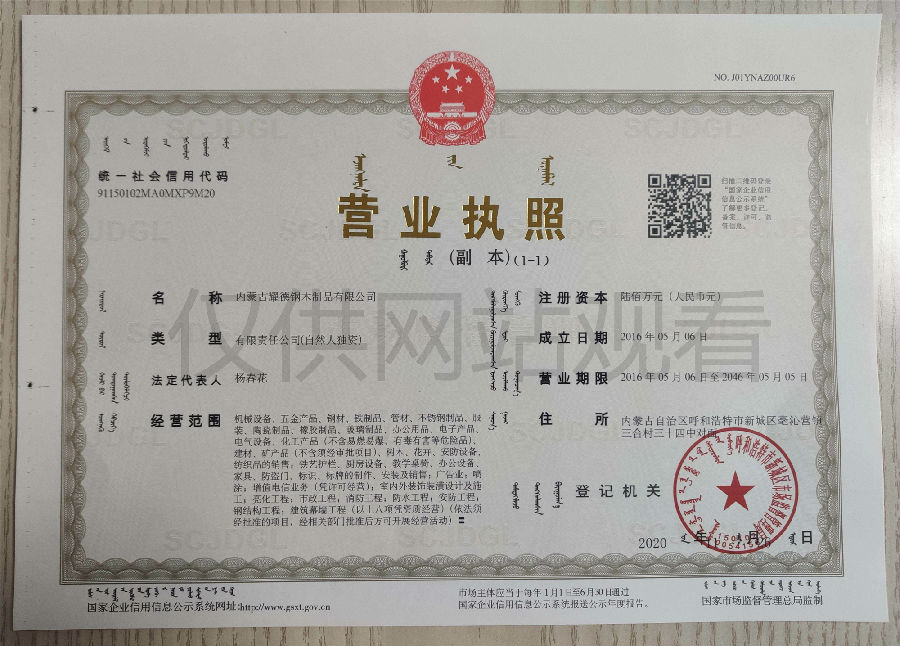 NO. J01YNAZ00UR6
统一社会信用代码
91150102MA0MXP9M20
扫描二维码登录
“国家企业信用
信息公示系统”
了解更多登记、
备案、许可、监
管信息。
营业执照
(副 本)(1-1)
名 称 内蒙古耀德钢木制品有限公司
类 型 有限责任公司(自然人独资)
法定代表人 杨春花
经营范围 机械设备、五金产品、钢材、铁制品、管材、不锈钢制品、服
装、陶瓷制品、橡胶制品、玻璃制品、办公用品、电子产品、
电气设备、化工产品（不含易燃易爆、有毒有害等危险品）、
建材、矿产品（不含须经审批项目）、苗木、花卉、安防设备、
纺织品的销售；铁艺护栏、厨房设备、教学桌椅、办公设备、
家具、防盗门、标识、标牌的制作、安装及销售；广告业；喷
涂；增值电信业务（凭许可经营）；室内外装饰装潢设计及施
工；亮化工程；市政工程；消防工程；防水工程；安防工程；
钢结构工程；建筑幕墙工程（以上八项凭资质经营）（依法须
经批准的项目，经相关部门批准后方可开展经营活动）
注册资本 陆佰万元（人民币元）
成立日期 2016年05月06日
营业期限 2016年05月06日至2046年05月05日
住 所 内蒙古自治区呼和浩特市新城区毫沁营镇
三合村三十四中对面
登记机关
2020 年 月 日
仅供网站观看
SCJDGL
国家企业信用信息公示系统网址:http://www.gsxt.gov.cn
市场主体应当于每年1月1日至6月30日通过
国家企业信用信息公示系统报送公示年度报告。
国家市场监督管理总局监制